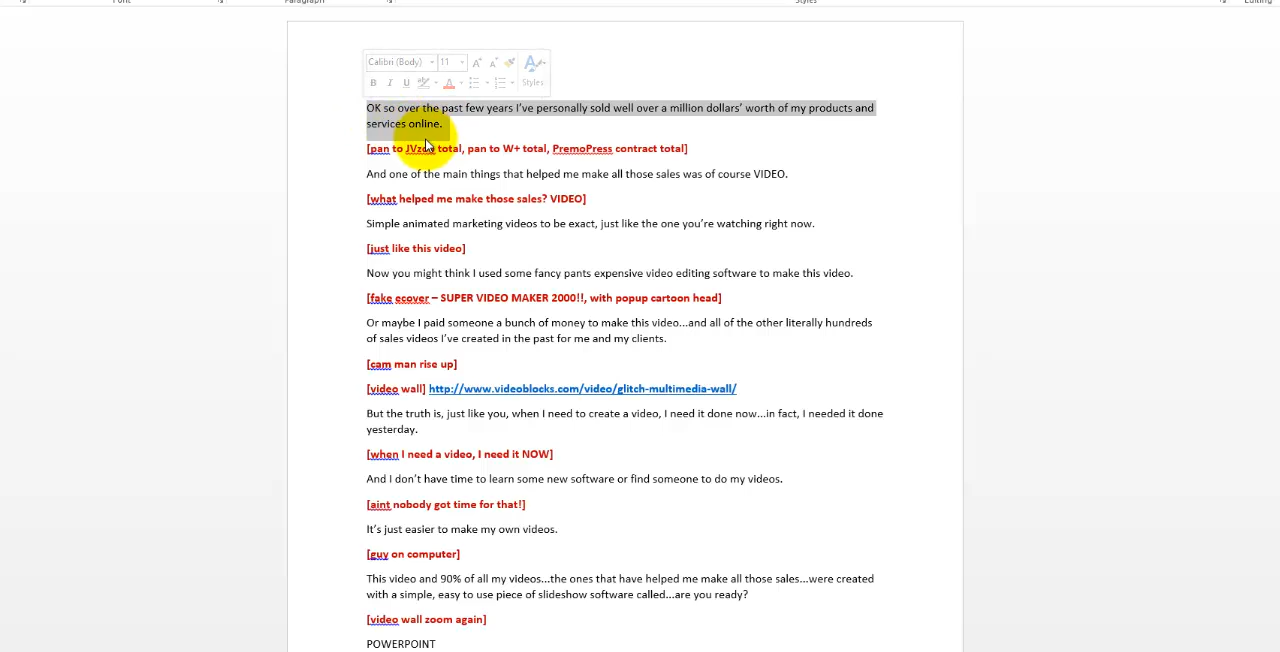 Font Paragraph Styles Editing
Calibri (Body) 11
B I U Styles
OK so over the past few years I've personally sold well over a million dollars' worth of my products and
services online.
[pan to JVzoo total, pan to W+ total, PremoPress contract total]
And one of the main things that helped me make all those sales was of course VIDEO.
[what helped me make those sales? VIDEO]
Simple animated marketing videos to be exact, just like the one you're watching right now.
[just like this video]
Now you might think I used some fancy pants expensive video editing software to make this video.
[fake ecover – SUPER VIDEO MAKER 2000!!, with popup cartoon head]
Or maybe I paid someone a bunch of money to make this video...and all of the other literally hundreds
of sales videos I've created in the past for me and my clients.
[cam man rise up]
[video wall] http://www.videoblocks.com/video/glitch-multimedia-wall/
But the truth is, just like you, when I need to create a video, I need it done now...in fact, I needed it done
yesterday.
[when I need a video, I need it NOW]
And I don't have time to learn some new software or find someone to do my videos.
[aint nobody got time for that!]
It's just easier to make my own videos.
[guy on computer]
This video and 90% of all my videos...the ones that have helped me make all those sales...were created
with a simple, easy to use piece of slideshow software called...are you ready?
[video wall zoom again]
POWERPOINT